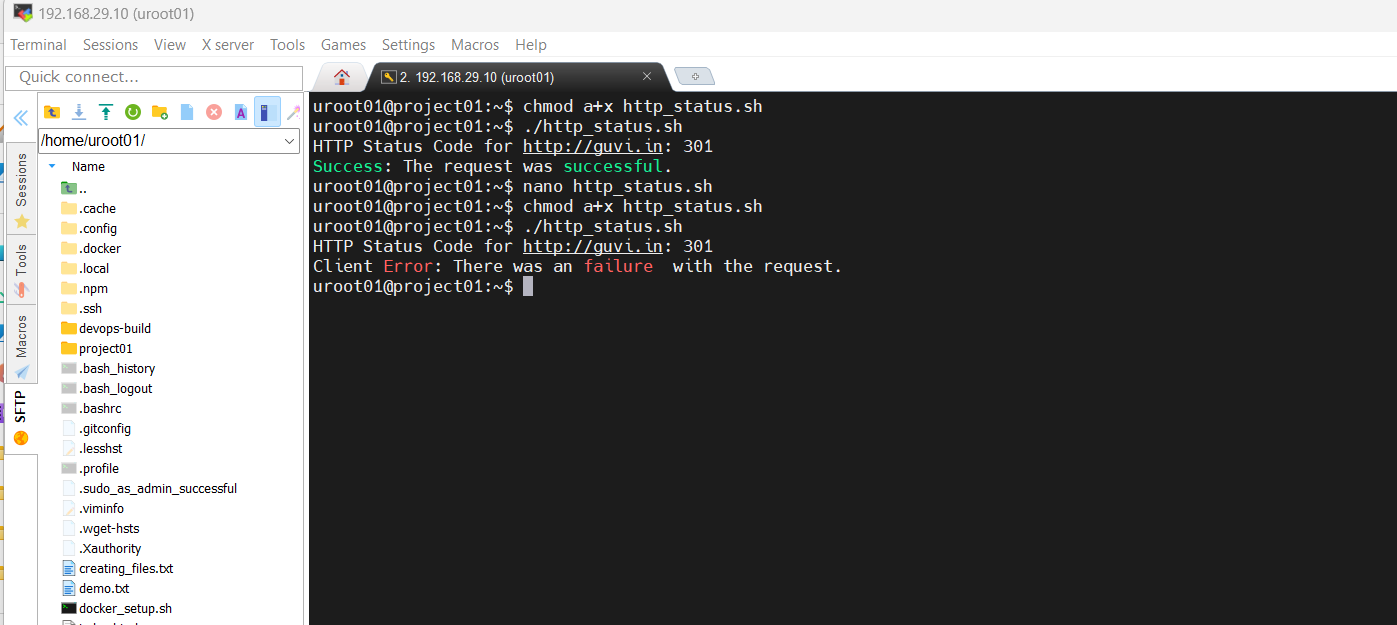 192.168.29.10 (uroot01)
Terminal Sessions View X server Tools Games Settings Macros Help
Quick connect...
2. 192.168.29.10 (uroot01)
/home/uroot01/
Name
..
.cache
.config
.docker
.local
.npm
.ssh
devops-build
project01
.bash_history
.bash_logout
.bashrc
.gitconfig
.lesshst
.profile
.sudo_as_admin_successful
.viminfo
.wget-hsts
.Xauthority
creating_files.txt
demo.txt
docker_setup.sh
Sessions
Tools
Macros
SFTP
uroot01@project01:~$ chmod a+x http_status.sh
uroot01@project01:~$ ./http_status.sh
HTTP Status Code for http://guvi.in: 301
Success: The request was successful.
uroot01@project01:~$ nano http_status.sh
uroot01@project01:~$ chmod a+x http_status.sh
uroot01@project01:~$ ./http_status.sh
HTTP Status Code for http://guvi.in: 301
Client Error: There was an failure  with the request.
uroot01@project01:~$